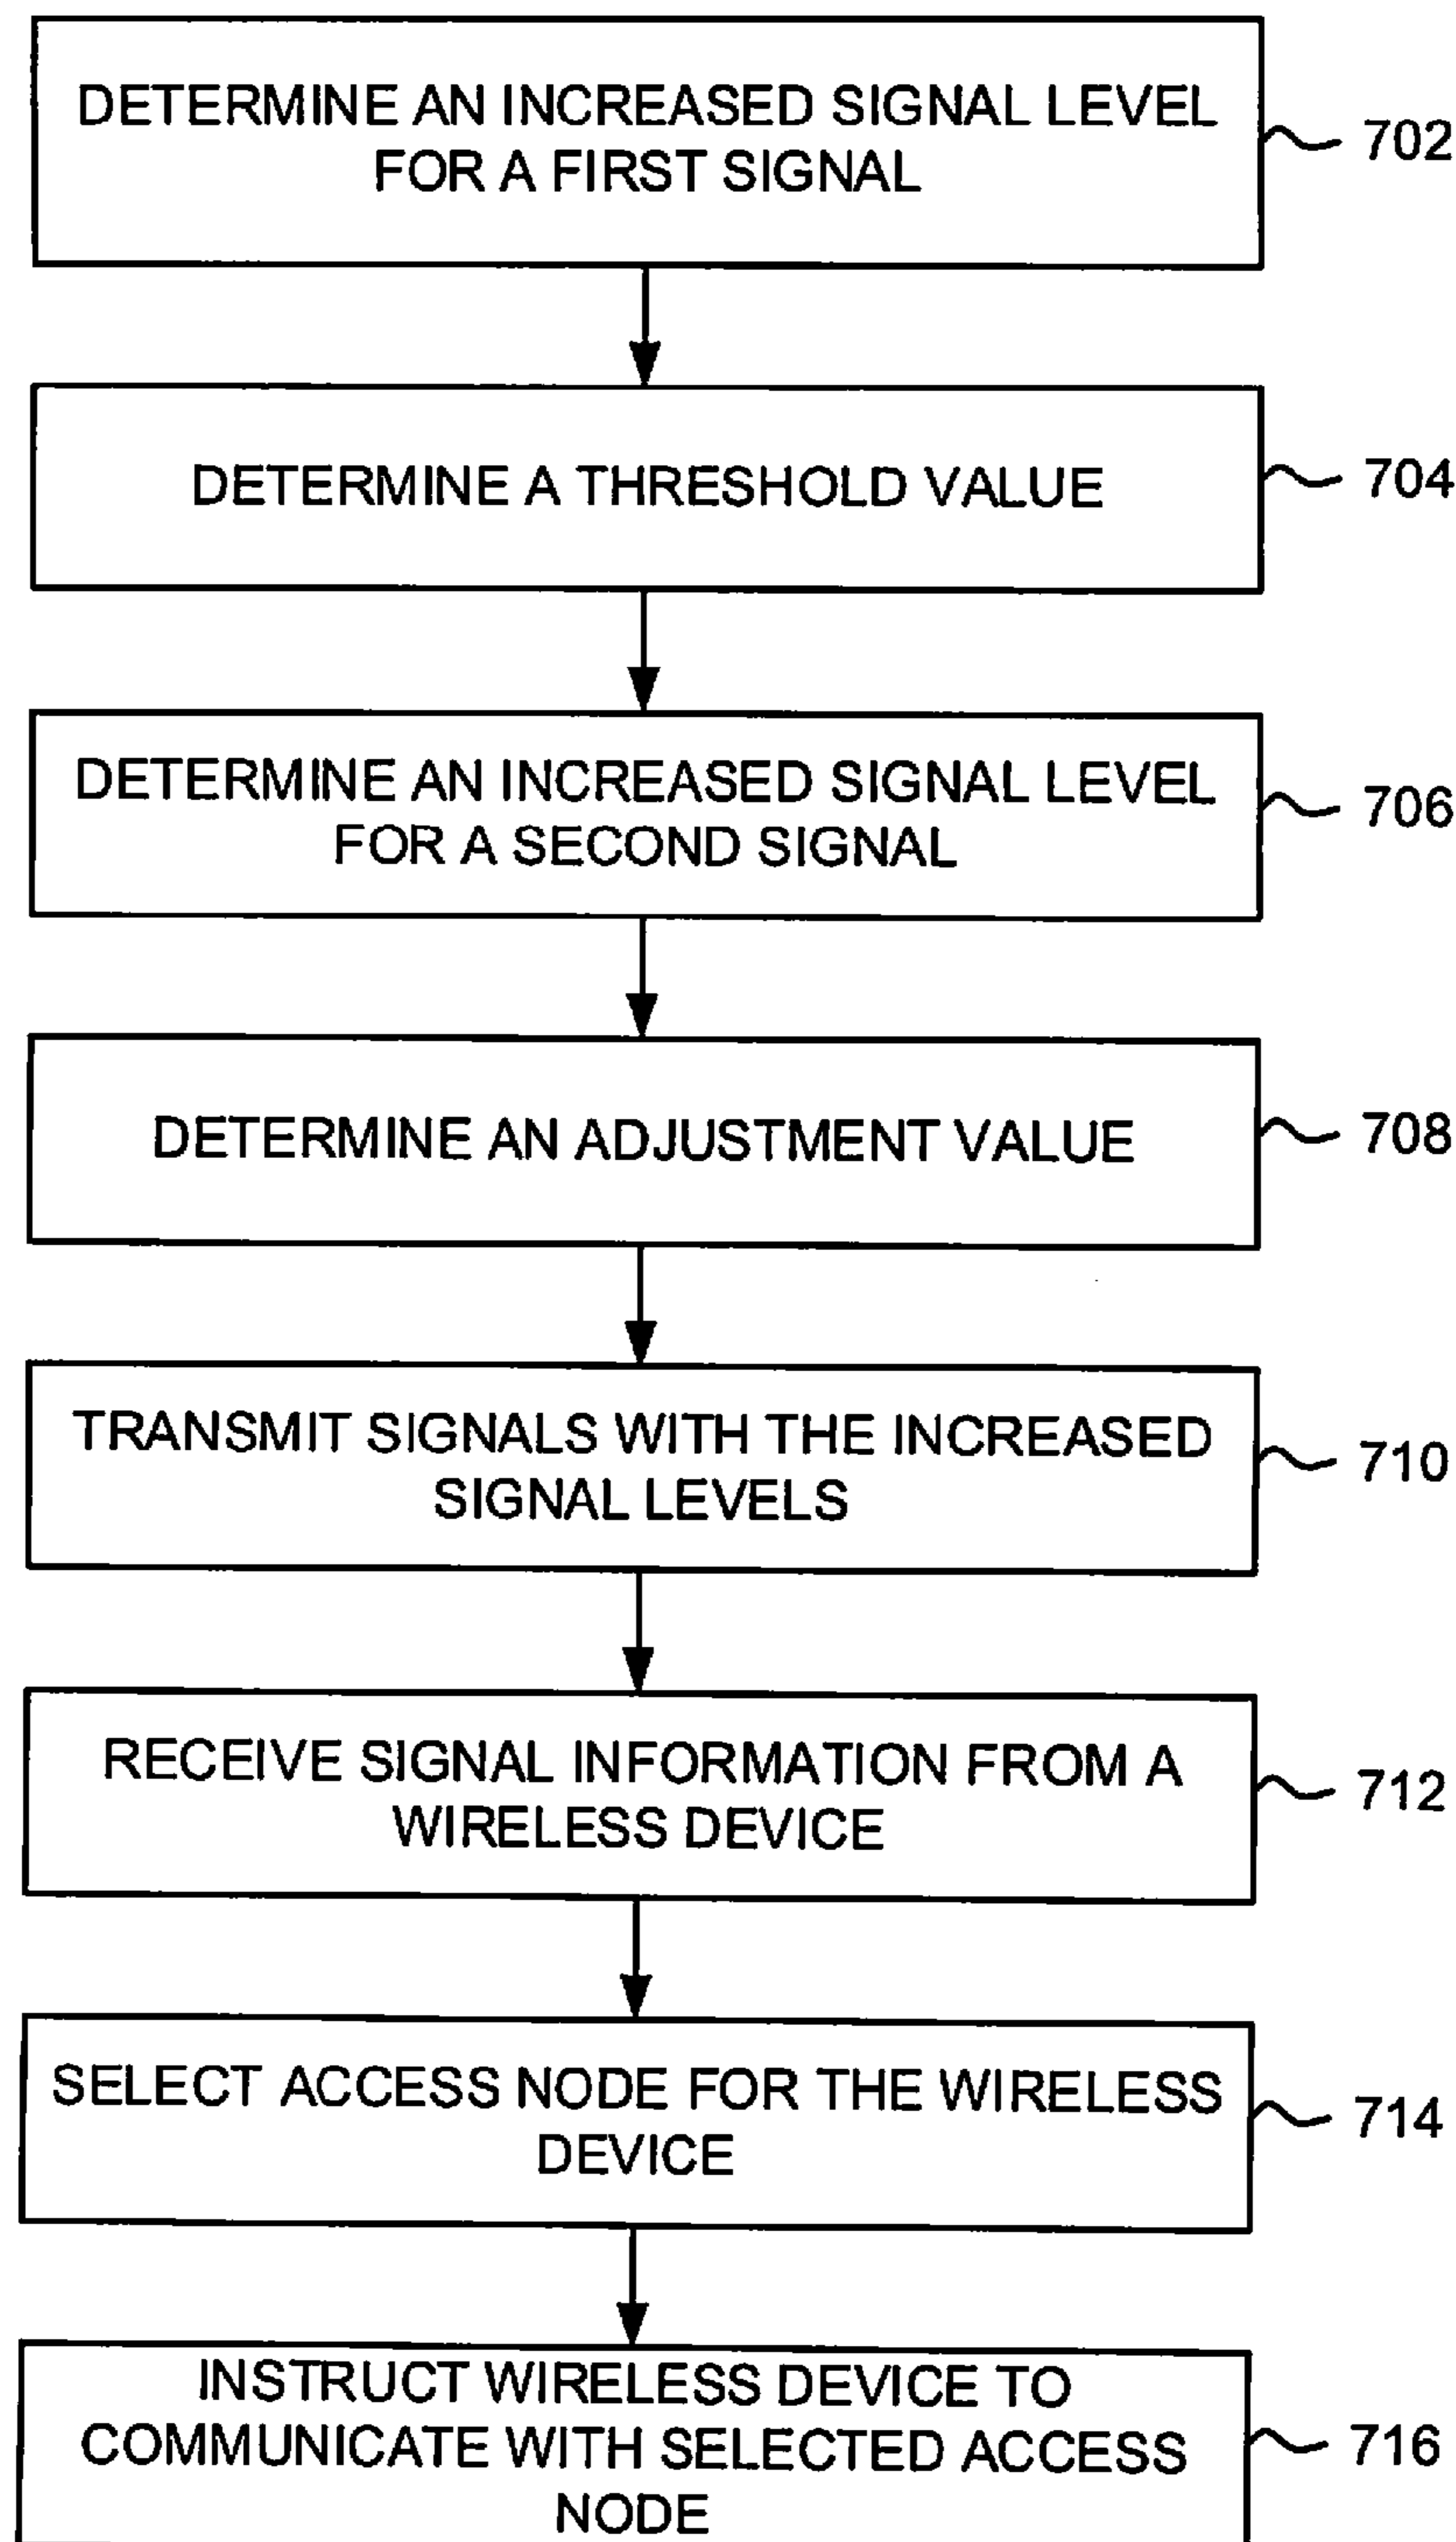 DETERMINE AN INCREASED SIGNAL LEVEL
FOR A FIRST SIGNAL
702
DETERMINE A THRESHOLD VALUE
704
DETERMINE AN INCREASED SIGNAL LEVEL
FOR A SECOND SIGNAL
706
DETERMINE AN ADJUSTMENT VALUE
708
TRANSMIT SIGNALS WITH THE INCREASED
SIGNAL LEVELS
710
RECEIVE SIGNAL INFORMATION FROM A
WIRELESS DEVICE
712
SELECT ACCESS NODE FOR THE WIRELESS
DEVICE
714
INSTRUCT WIRELESS DEVICE TO
COMMUNICATE WITH SELECTED ACCESS
NODE
716